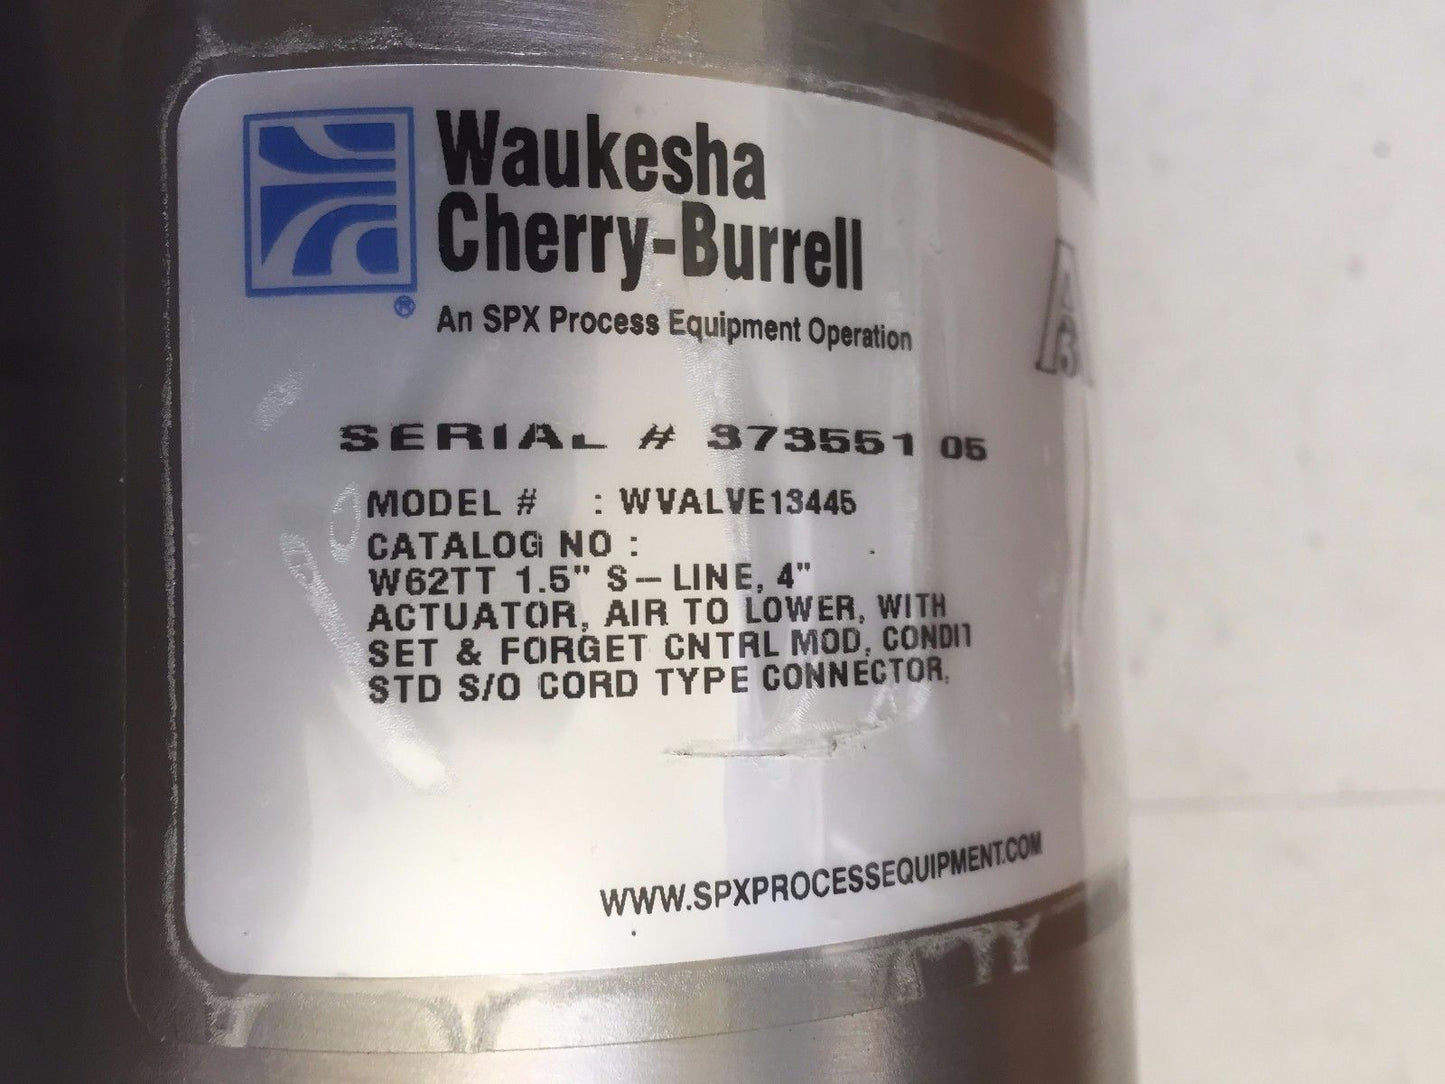 Waukesha
Cherry-Burrell
®
An SPX Process Equipment Operation
A
3
SERIAL # 373551 05
MODEL # : WVALVE13445
CATALOG NO :
W62TT 1.5" S-LINE, 4"
ACTUATOR, AIR TO LOWER, WITH
SET & FORGET CNTRL MOD, CONDIT
STD S/O CORD TYPE CONNECTOR,
WWW.SPXPROCESSEQUIPMENT.COM